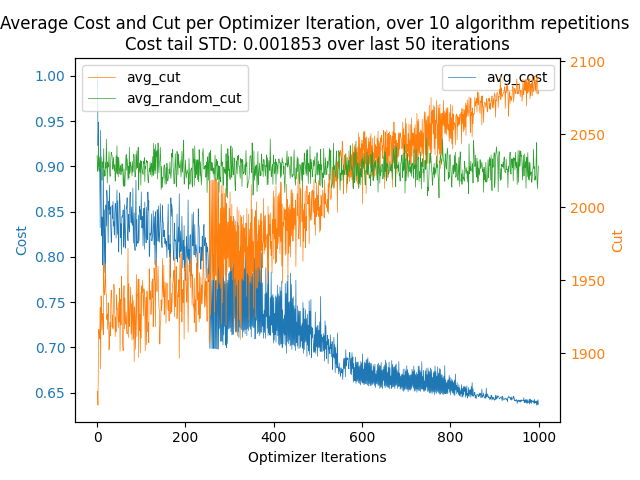 Average Cost and Cut per Optimizer Iteration, over 10 algorithm repetitions
Cost tail STD: 0.001853 over last 50 iterations
avg_cut
avg_random_cut
avg_cost
1.00
0.95
0.90
0.85
0.80
0.75
0.70
0.65
Cost
2100
2050
2000
1950
1900
Cut
0
200
400
600
800
1000
Optimizer Iterations